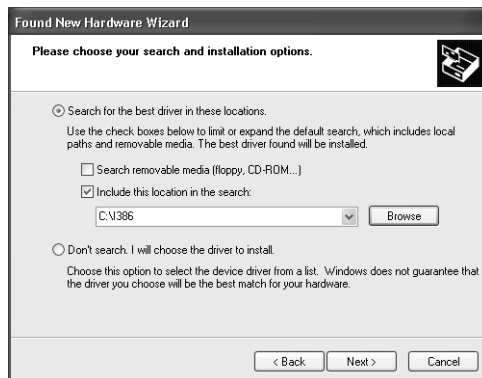 Found New Hardware Wizard
Please choose your search and installation options.
Search for the best driver in these locations.
Use the check boxes below to limit or expand the default search, which includes local
paths and removable media. The best driver found will be installed.
Search removable media (floppy, CD-ROM...)
Include this location in the search:
C:\I386
Browse
Don't search. I will choose the driver to install.
Choose this option to select the device driver from a list. Windows does not guarantee that
the driver you choose will be the best match for your hardware.
< Back Next > Cancel